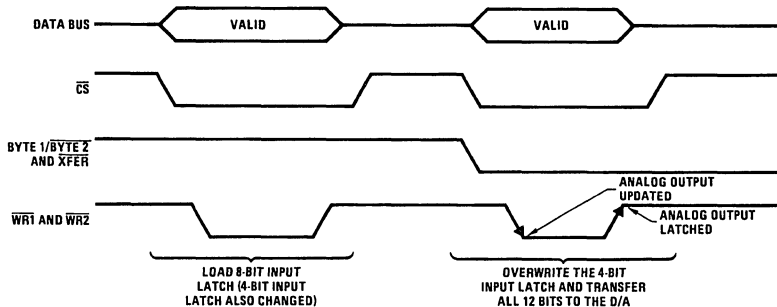 DATA BUS
VALID
VALID
CS
BYTE 1/BYTE 2
AND XFER
WR1 AND WR2
ANALOG OUTPUT
UPDATED
ANALOG OUTPUT
LATCHED
LOAD 8-BIT INPUT
LATCH (4-BIT INPUT
LATCH ALSO CHANGED)
OVERWRITE THE 4-BIT
INPUT LATCH AND TRANSFER
ALL 12 BITS TO THE D/A